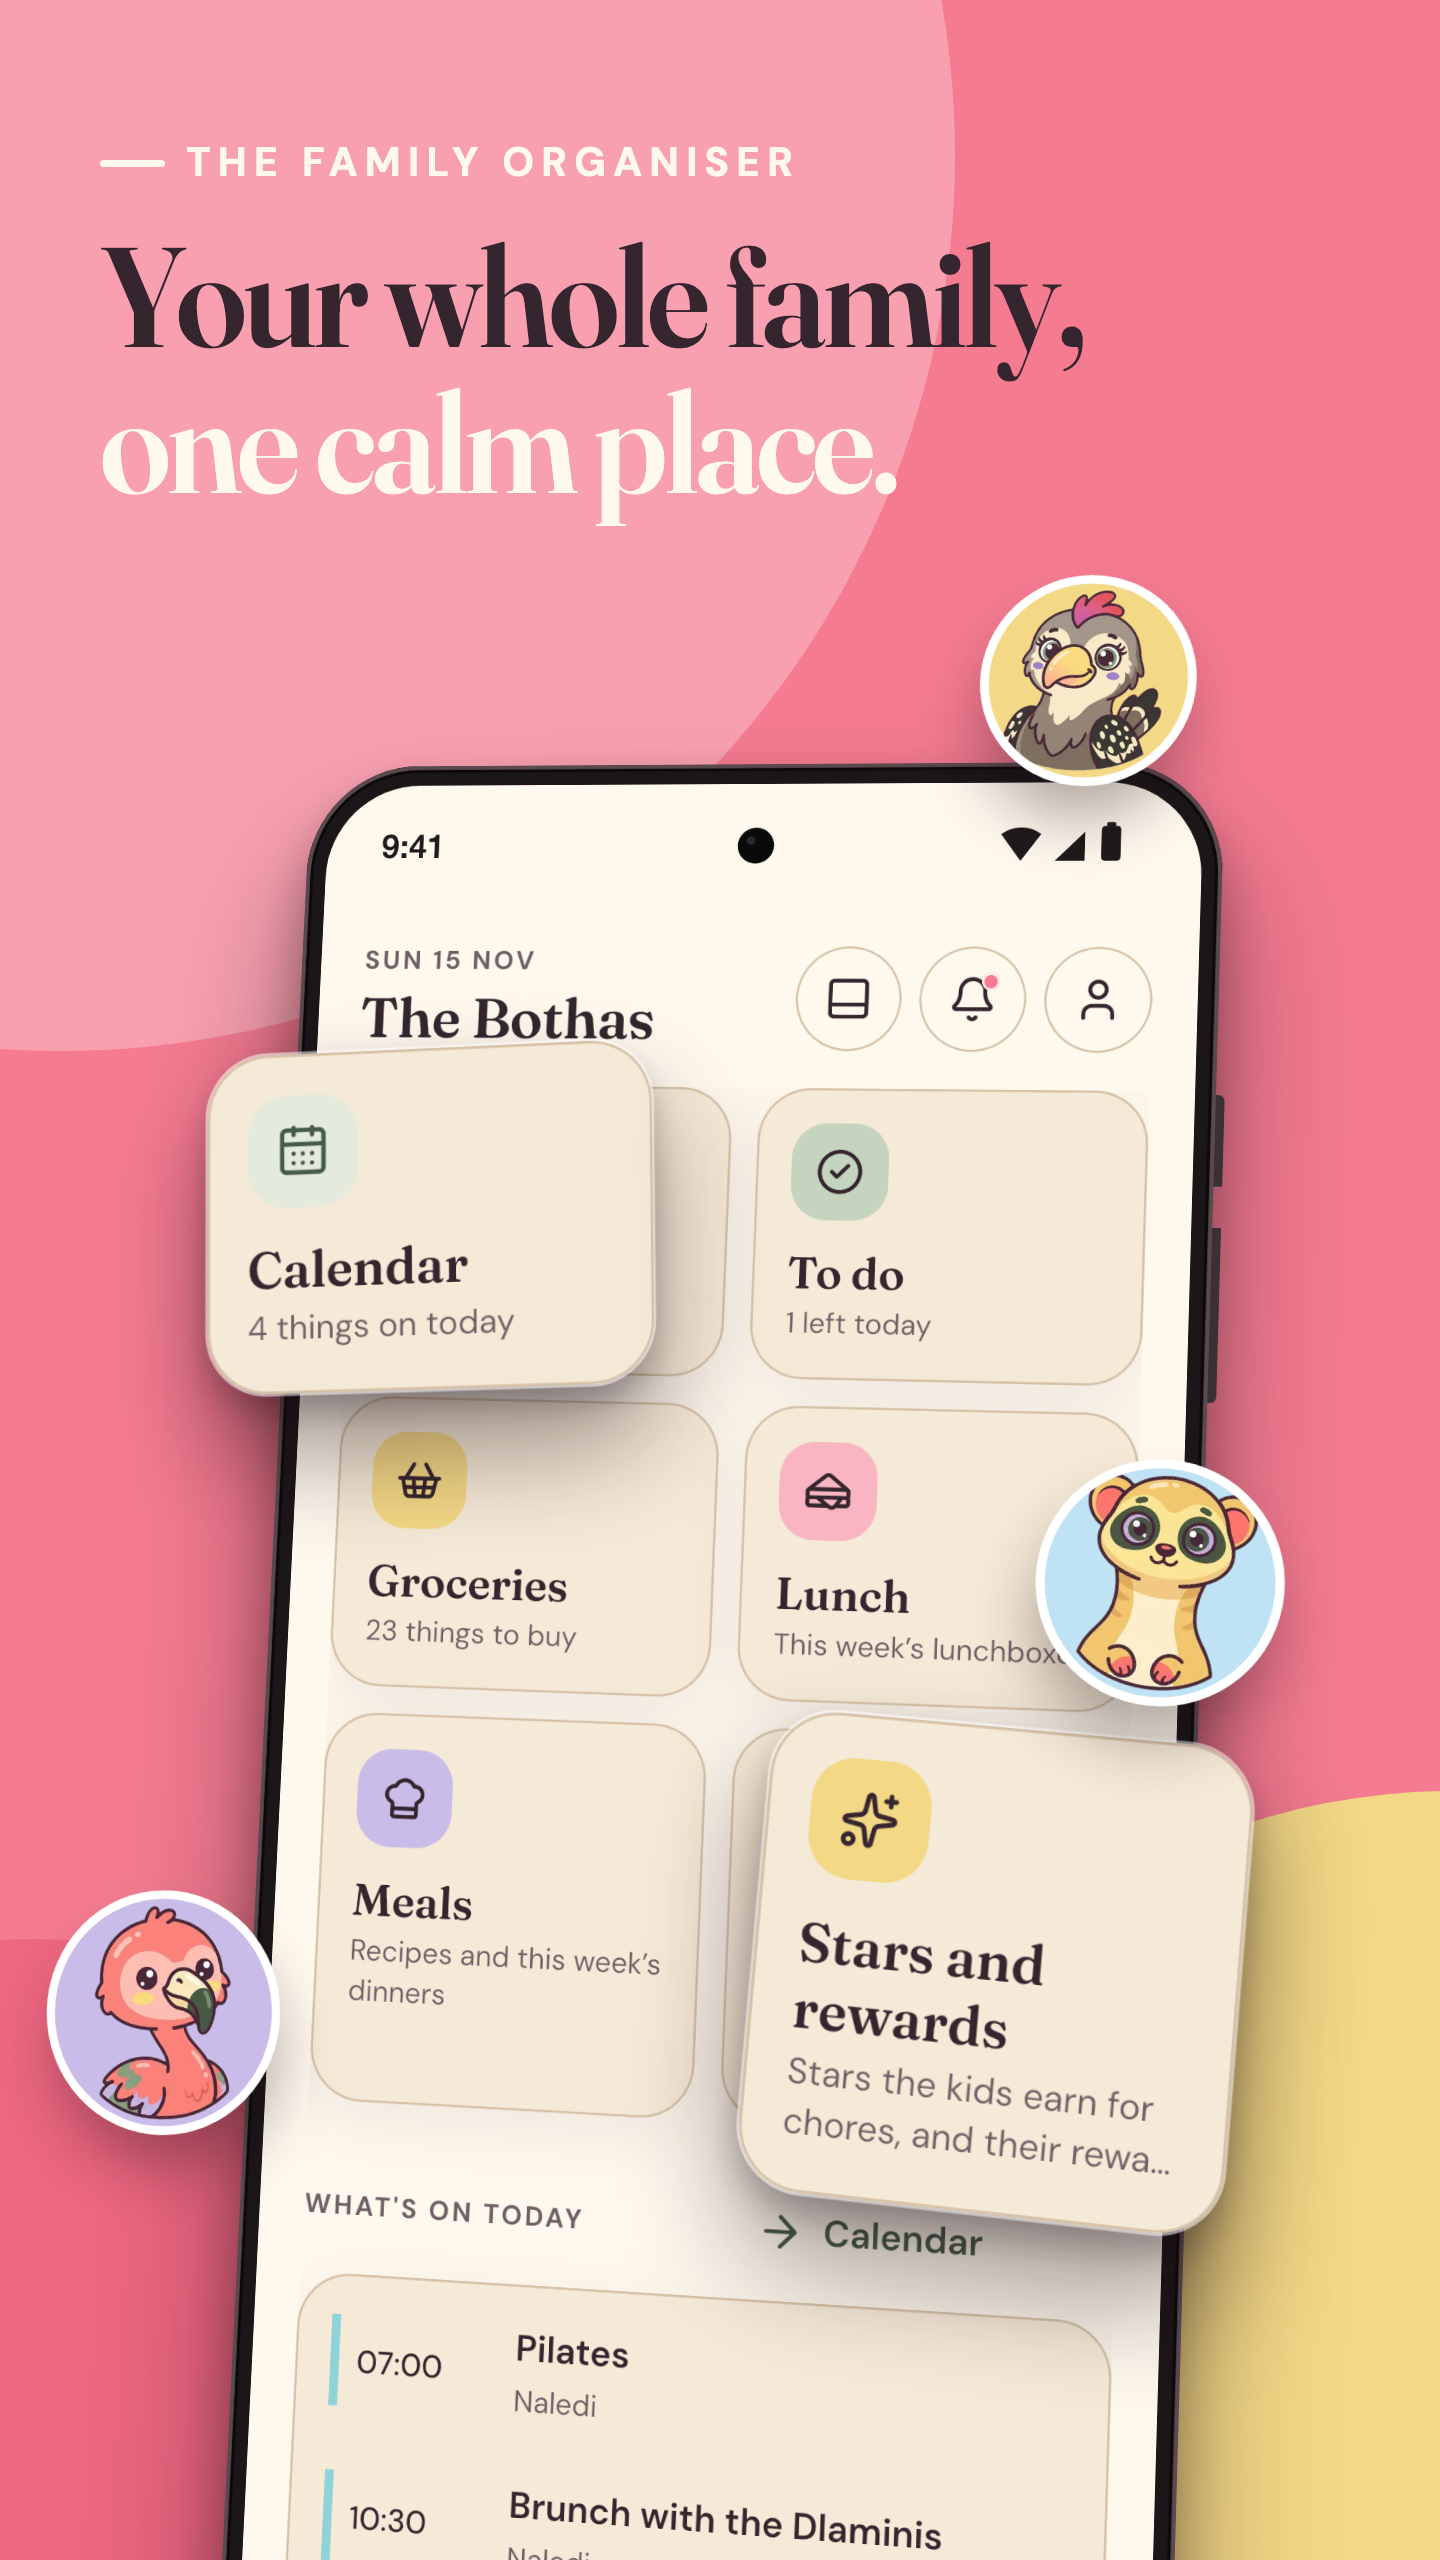 THE FAMILY ORGANISER
Your whole family,
one calm place.
9:41
SUN 15 NOV
The Bothas
Calendar
4 things on today
To do
1 left today
Groceries
23 things to buy
Lunch
This week's
Meals
Recipes and this week's
dinners
Stars and
rewards
Stars the kids earn for
chores, and their rewa...
WHAT'S ON TODAY
→ Calendar
07:00
Pilates
Naledi
10:30
Brunch with the Dlaminis